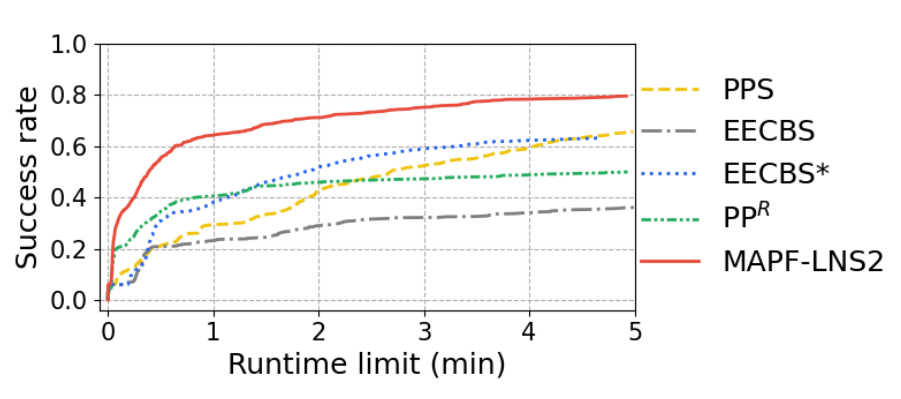 1.0
0.8
0.6
0.4
0.2
0.0
Success rate
0 1 2 3 4 5
Runtime limit (min)
PPS
EECBS
EECBS*
PP^R
MAPF-LNS2